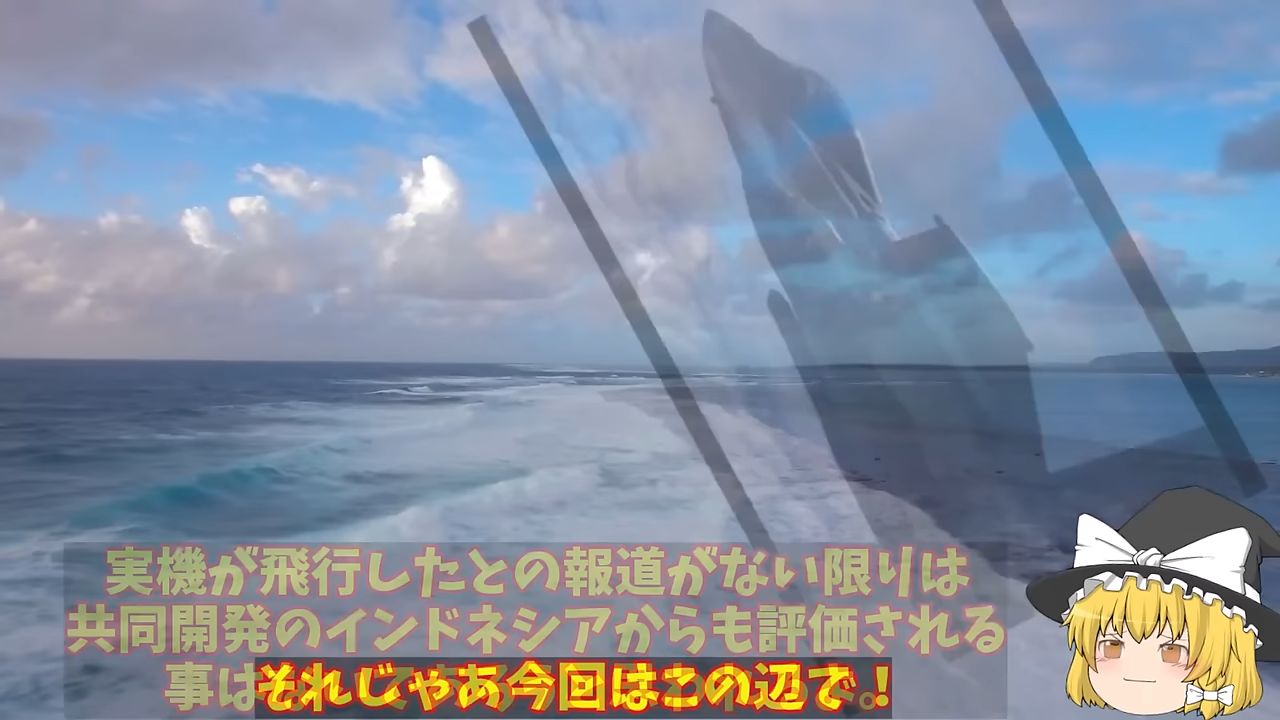 実機が飛行したとの報道がない限りは
共同開発のインドネシアからも評価される
事は
それじゃあ今回はこの辺で！